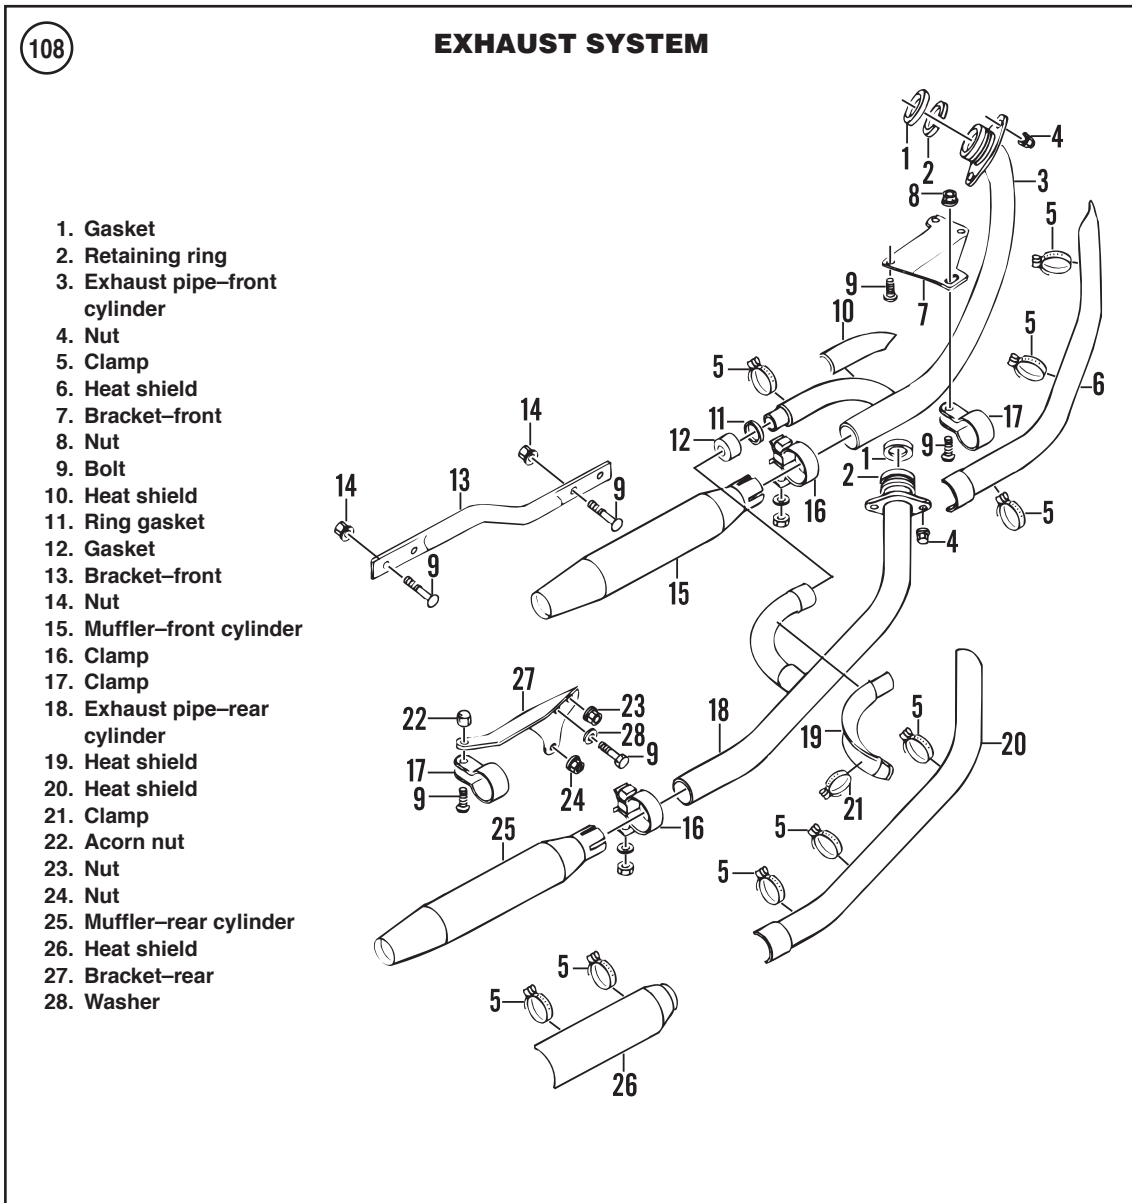 108
EXHAUST SYSTEM
1. Gasket
2. Retaining ring
3. Exhaust pipe–front
cylinder
4. Nut
5. Clamp
6. Heat shield
7. Bracket–front
8. Nut
9. Bolt
10. Heat shield
11. Ring gasket
12. Gasket
13. Bracket–front
14. Nut
15. Muffler–front cylinder
16. Clamp
17. Clamp
18. Exhaust pipe–rear
cylinder
19. Heat shield
20. Heat shield
21. Clamp
22. Acorn nut
23. Nut
24. Nut
25. Muffler–rear cylinder
26. Heat shield
27. Bracket–rear
28. Washer
1
2
4
3
8
5
9
7
10
5
5
6
14
11
12
17
9
1
2
13
14
9
16
5
4
9
15
27
22
23
28
18
19
5
20
17
9
9
24
21
25
16
5
5
5
5
26